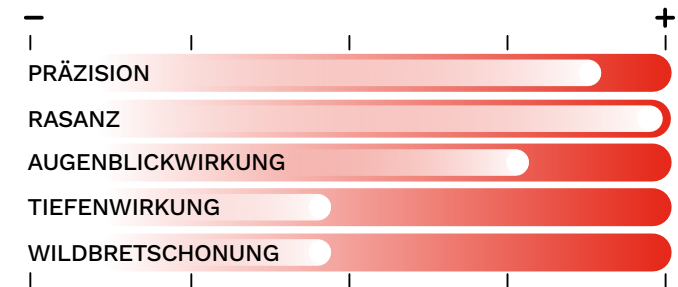 − +
PRÄZISION
RASANZ
AUGENBLICKWIRKUNG
TIEFENWIRKUNG
WILDBRETSCHONUNG